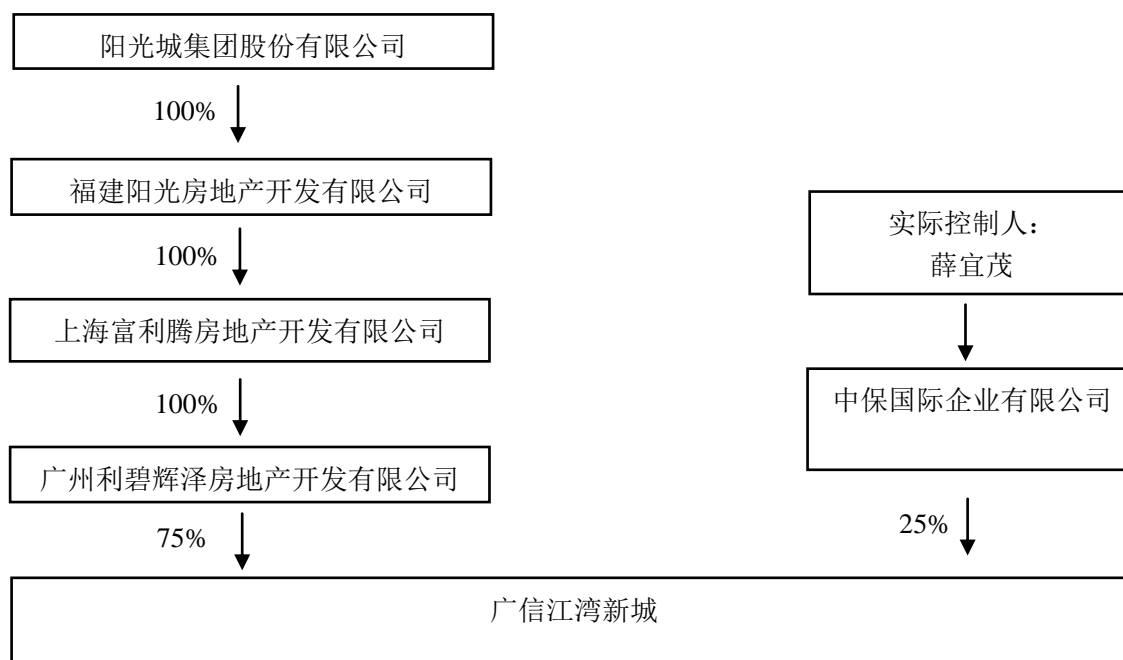 阳光城集团股份有限公司
100%
福建阳光房地产开发有限公司
100%
上海富利腾房地产开发有限公司
100%
广州利碧辉泽房地产开发有限公司
75%
实际控制人：
薛宜茂
中保国际企业有限公司
25%
广信江湾新城